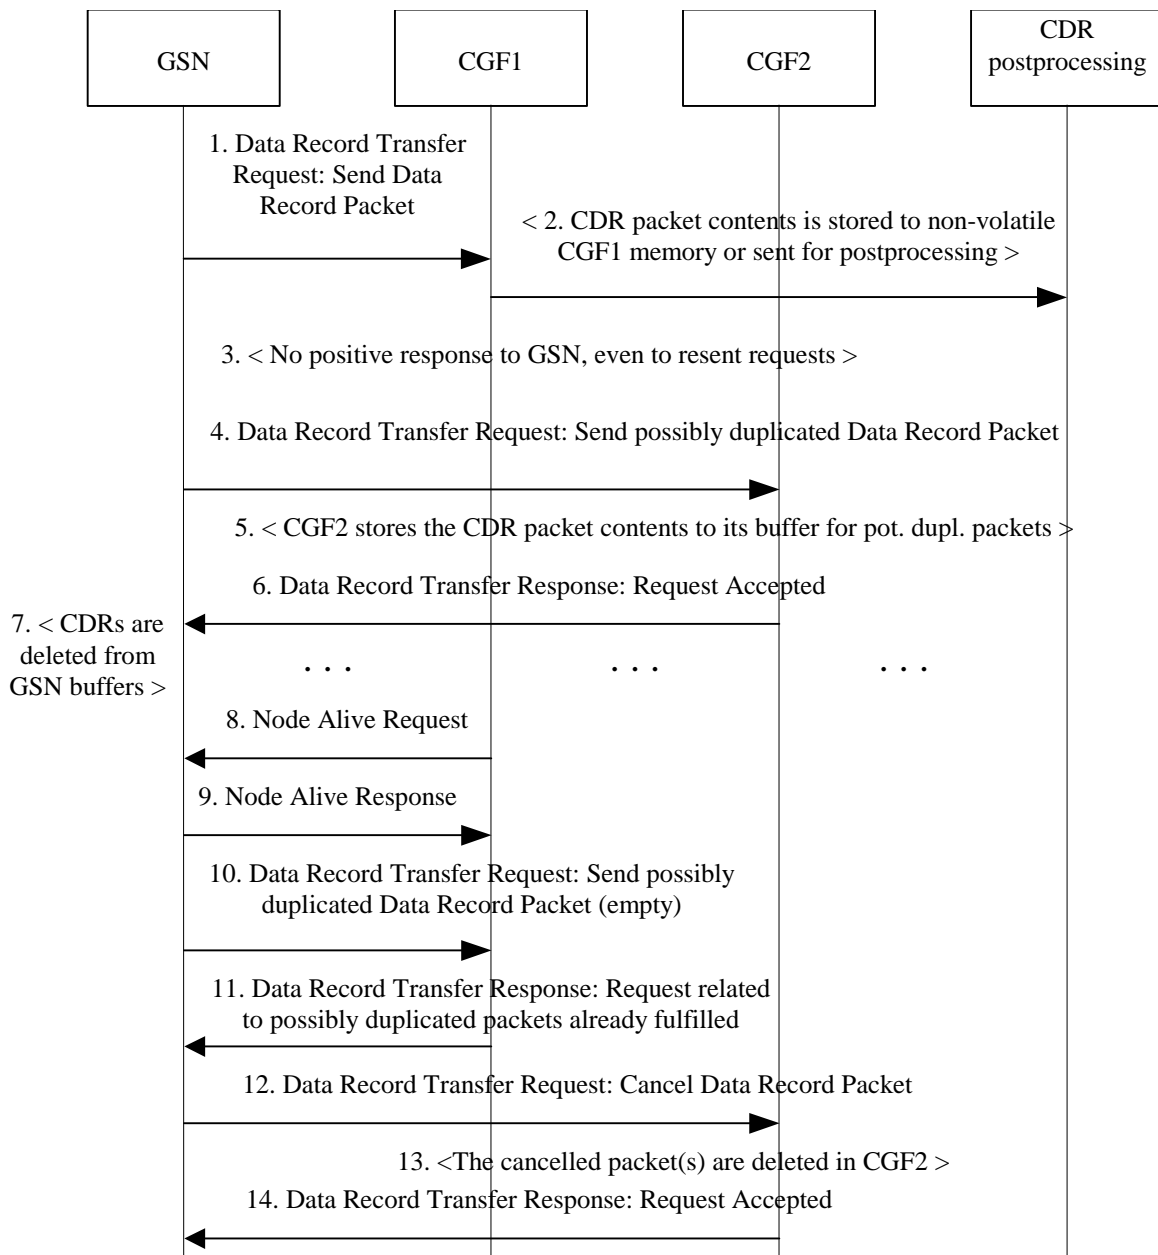 GSN
CGF1
CGF2
CDR
postprocessing
1. Data Record Transfer
Request: Send Data
Record Packet
< 2. CDR packet contents is stored to non-volatile
CGF1 memory or sent for postprocessing >
3. < No positive response to GSN, even to resent requests >
4. Data Record Transfer Request: Send possibly duplicated Data Record Packet
5. < CGF2 stores the CDR packet contents to its buffer for pot. dupl. packets >
6. Data Record Transfer Response: Request Accepted
7. < CDRs are
deleted from
GSN buffers >
. . .
. . .
. . .
8. Node Alive Request
9. Node Alive Response
10. Data Record Transfer Request: Send possibly
duplicated Data Record Packet (empty)
11. Data Record Transfer Response: Request related
to possibly duplicated packets already fulfilled
12. Data Record Transfer Request: Cancel Data Record Packet
13. <The cancelled packet(s) are deleted in CGF2 >
14. Data Record Transfer Response: Request Accepted